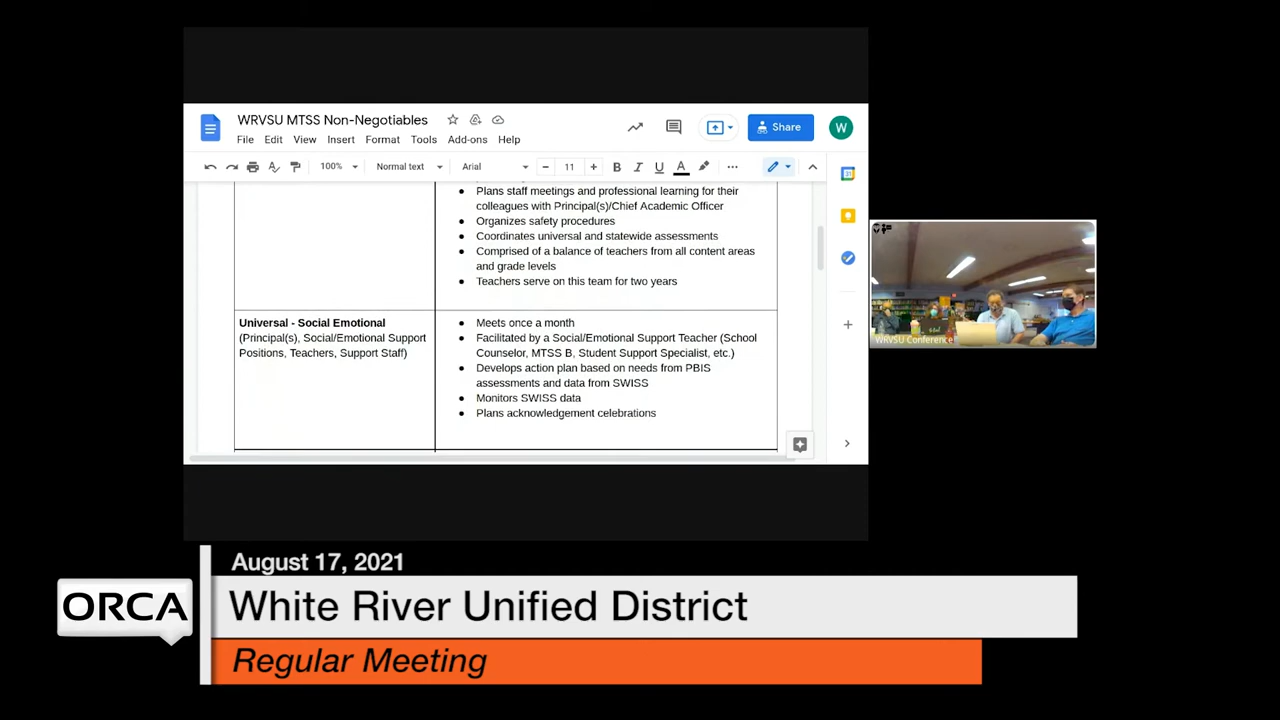 WRVSU MTSS Non-Negotiables
File Edit View Insert Format Tools Add-ons Help
Share
W
100% Normal text Arial − 11 + B I U A
Plans staff meetings and professional learning for their
colleagues with Principal(s)/Chief Academic Officer
● Organizes safety procedures
● Coordinates universal and statewide assessments
● Comprised of a balance of teachers from all content areas
and grade levels
● Teachers serve on this team for two years
Universal - Social Emotional
(Principal(s), Social/Emotional Support
Positions, Teachers, Support Staff)
● Meets once a month
● Facilitated by a Social/Emotional Support Teacher (School
Counselor, MTSS B, Student Support Specialist, etc.)
● Develops action plan based on needs from PBIS
assessments and data from SWISS
● Monitors SWISS data
● Plans acknowledgement celebrations
WRVSU Conference
August 17, 2021
ORCA
White River Unified District
Regular Meeting